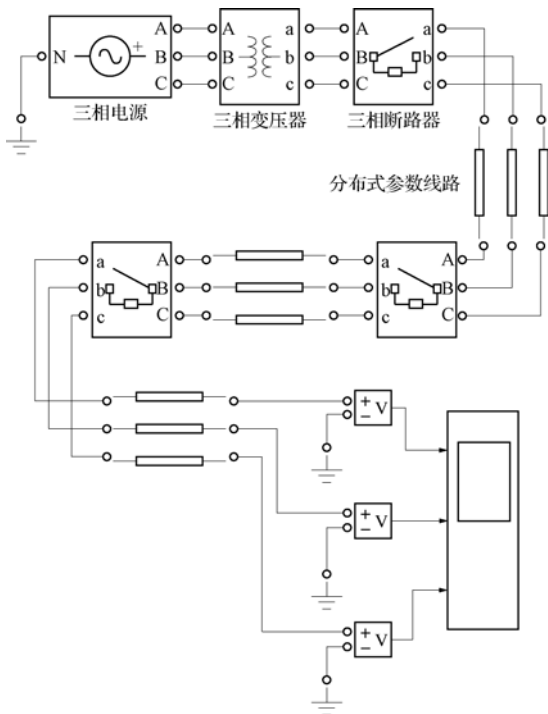 N + A B C
A B C a b c
A B C a b c
三相电源
三相变压器
三相断路器
分布式参数线路
a b c A B C
a b c A B C
+ − V
+ − V
+ − V